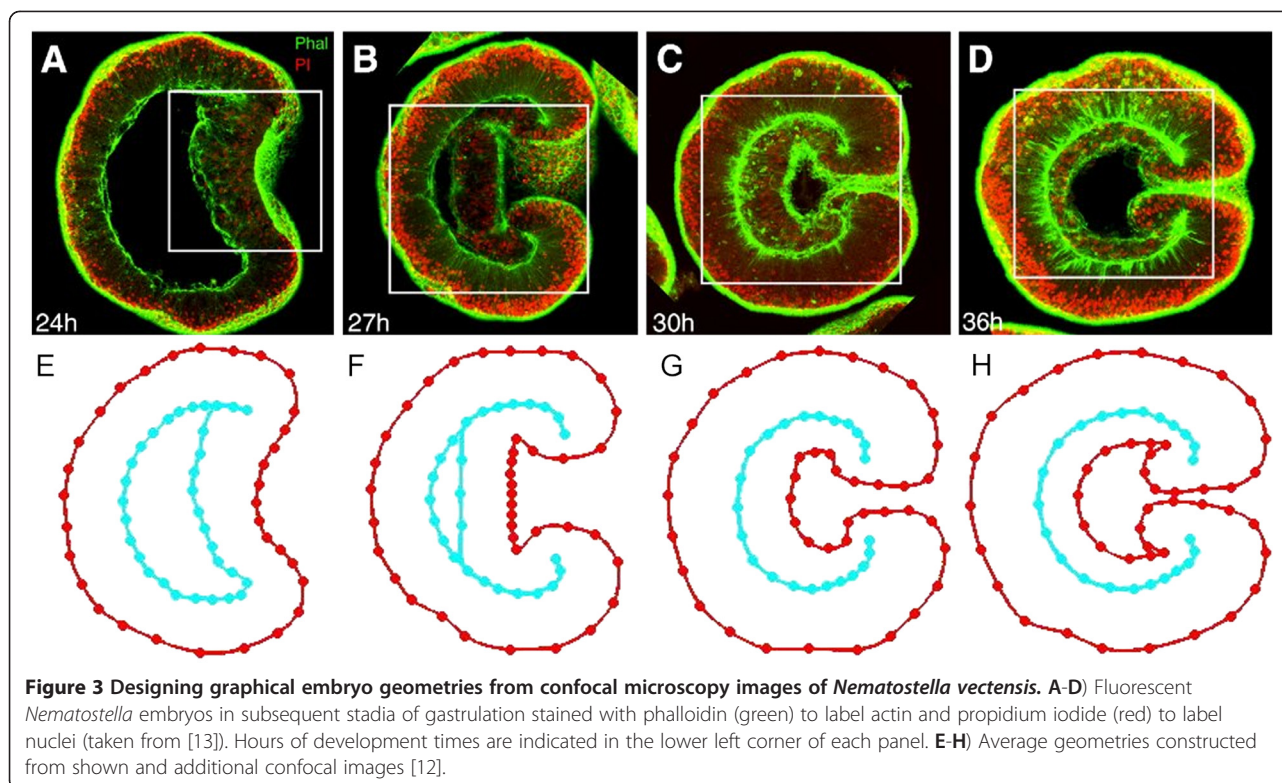 A
Phal
PI
24h
B
27h
C
30h
D
36h
E
F
G
H
Figure 3 Designing graphical embryo geometries from confocal microscopy images of Nematostella vectensis. A-D) Fluorescent
Nematostella embryos in subsequent stadia of gastrulation stained with phalloidin (green) to label actin and propidium iodide (red) to label
nuclei (taken from [13]). Hours of development times are indicated in the lower left corner of each panel. E-H) Average geometries constructed
from shown and additional confocal images [12].